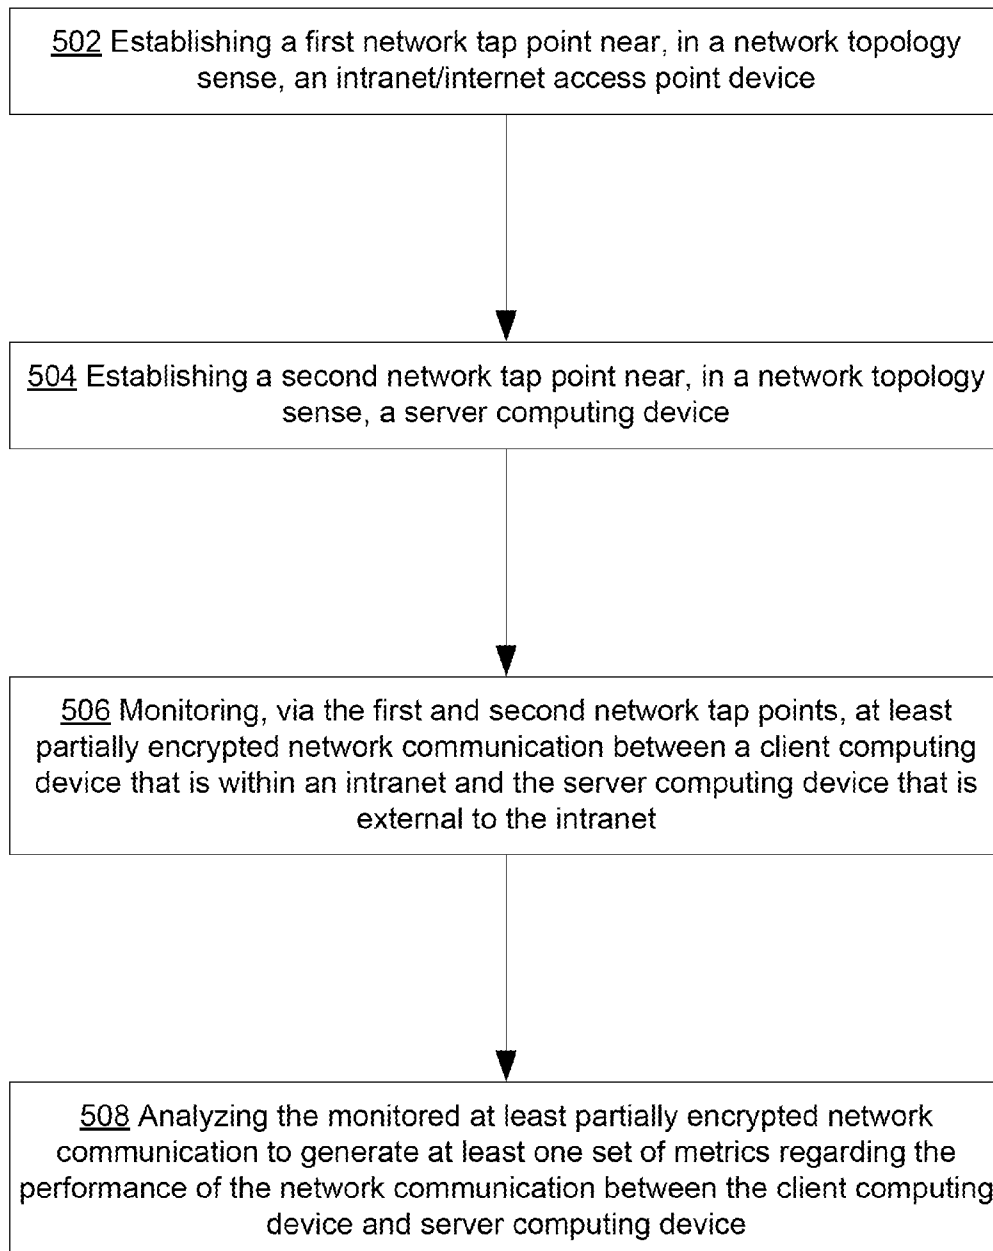 502 Establishing a first network tap point near, in a network topology
sense, an intranet/internet access point device
504 Establishing a second network tap point near, in a network topology
sense, a server computing device
506 Monitoring, via the first and second network tap points, at least
partially encrypted network communication between a client computing
device that is within an intranet and the server computing device that is
external to the intranet
508 Analyzing the monitored at least partially encrypted network
communication to generate at least one set of metrics regarding the
performance of the network communication between the client computing
device and server computing device